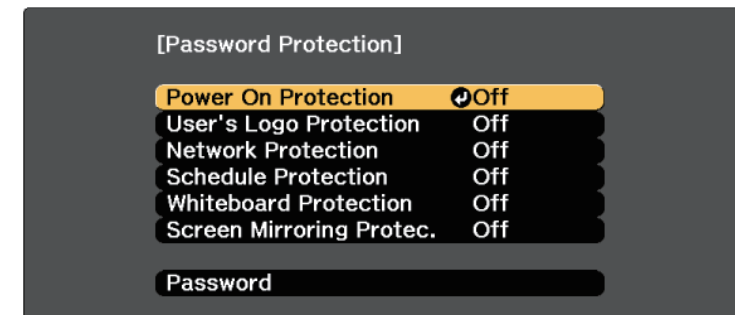 [Password Protection]
Power On Protection Off
User's Logo Protection Off
Network Protection Off
Schedule Protection Off
Whiteboard Protection Off
Screen Mirroring Protec. Off
Password